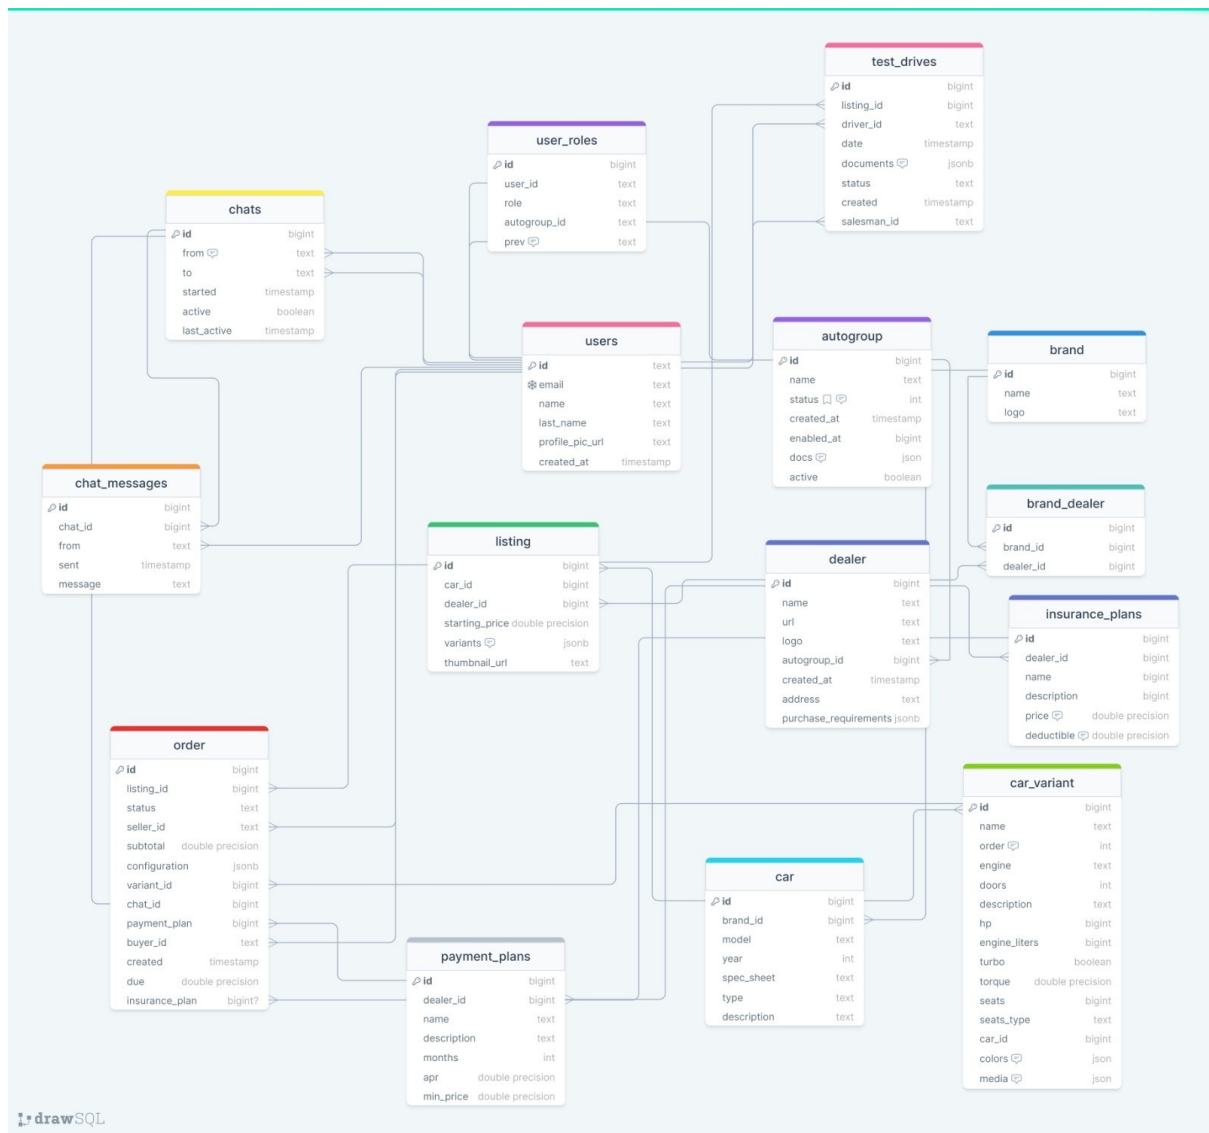 test_drives
id bigint
listing_id bigint
driver_id text
date timestamp
documents jsonb
status text
created timestamp
salesman_id text
user_roles
id bigint
user_id text
role text
autogroup_id text
prev text
chats
id bigint
from text
to text
started timestamp
active boolean
last_active timestamp
users
id text
email text
name text
last_name text
profile_pic_url text
created_at timestamp
autogroup
id bigint
name text
status int
created_at timestamp
enabled_at bigint
docs json
active boolean
brand
id bigint
name text
logo text
chat_messages
id bigint
chat_id bigint
from text
sent timestamp
message text
brand_dealer
id bigint
brand_id bigint
dealer_id bigint
listing
id bigint
car_id bigint
dealer_id bigint
starting_price double precision
variants jsonb
thumbnail_url text
dealer
id bigint
name text
url text
logo text
autogroup_id bigint
created_at timestamp
address text
purchase_requirements jsonb
insurance_plans
id bigint
dealer_id bigint
name bigint
description bigint
price double precision
deductible double precision
order
id bigint
listing_id bigint
status text
seller_id text
subtotal double precision
configuration jsonb
variant_id bigint
chat_id bigint
payment_plan bigint
buyer_id text
created timestamp
due double precision
insurance_plan bigint?
car_variant
id bigint
name text
order int
engine text
doors int
description text
hp bigint
engine_liters bigint
turbo boolean
torque double precision
seats bigint
seats_type text
car_id bigint
colors json
media json
car
id bigint
brand_id bigint
model text
year int
spec_sheet text
type text
description text
payment_plans
id bigint
dealer_id bigint
name text
description text
months int
apr double precision
min_price double precision
drawSQL